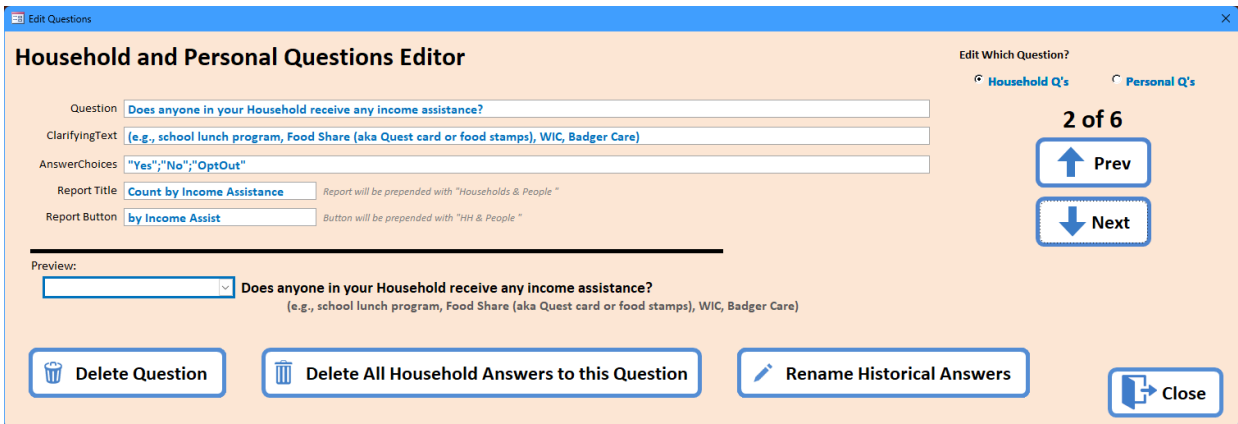 Edit Questions
Household and Personal Questions Editor
Edit Which Question?
Household Q's
Personal Q's
Question
Does anyone in your Household receive any income assistance?
ClarifyingText
(e.g., school lunch program, Food Share (aka Quest card or food stamps), WIC, Badger Care)
AnswerChoices
"Yes";"No";"OptOut"
Report Title
Count by Income Assistance
Report will be prepended with "Households & People "
Report Button
by Income Assist
Button will be prepended with "HH & People "
2 of 6
Prev
Next
Preview:
Does anyone in your Household receive any income assistance?
(e.g., school lunch program, Food Share (aka Quest card or food stamps), WIC, Badger Care)
Delete Question
Delete All Household Answers to this Question
Rename Historical Answers
Close